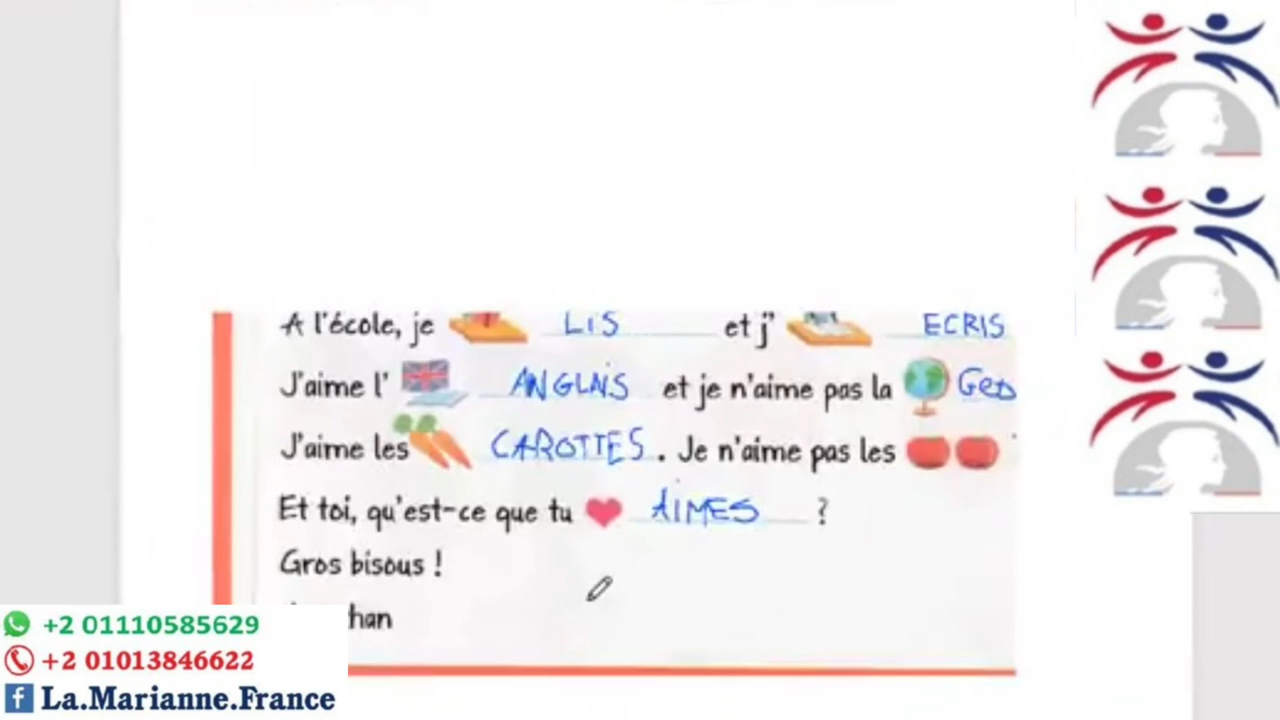 A l'école, je LIS et j' ECRIS
J'aime l' ANGLAIS et je n'aime pas la Geo
J'aime les CAROTTES . Je n'aime pas les
Et toi, qu'est-ce que tu AIMES ?
Gros bisous !
+2 01110585629
+2 01013846622
La.Marianne.France